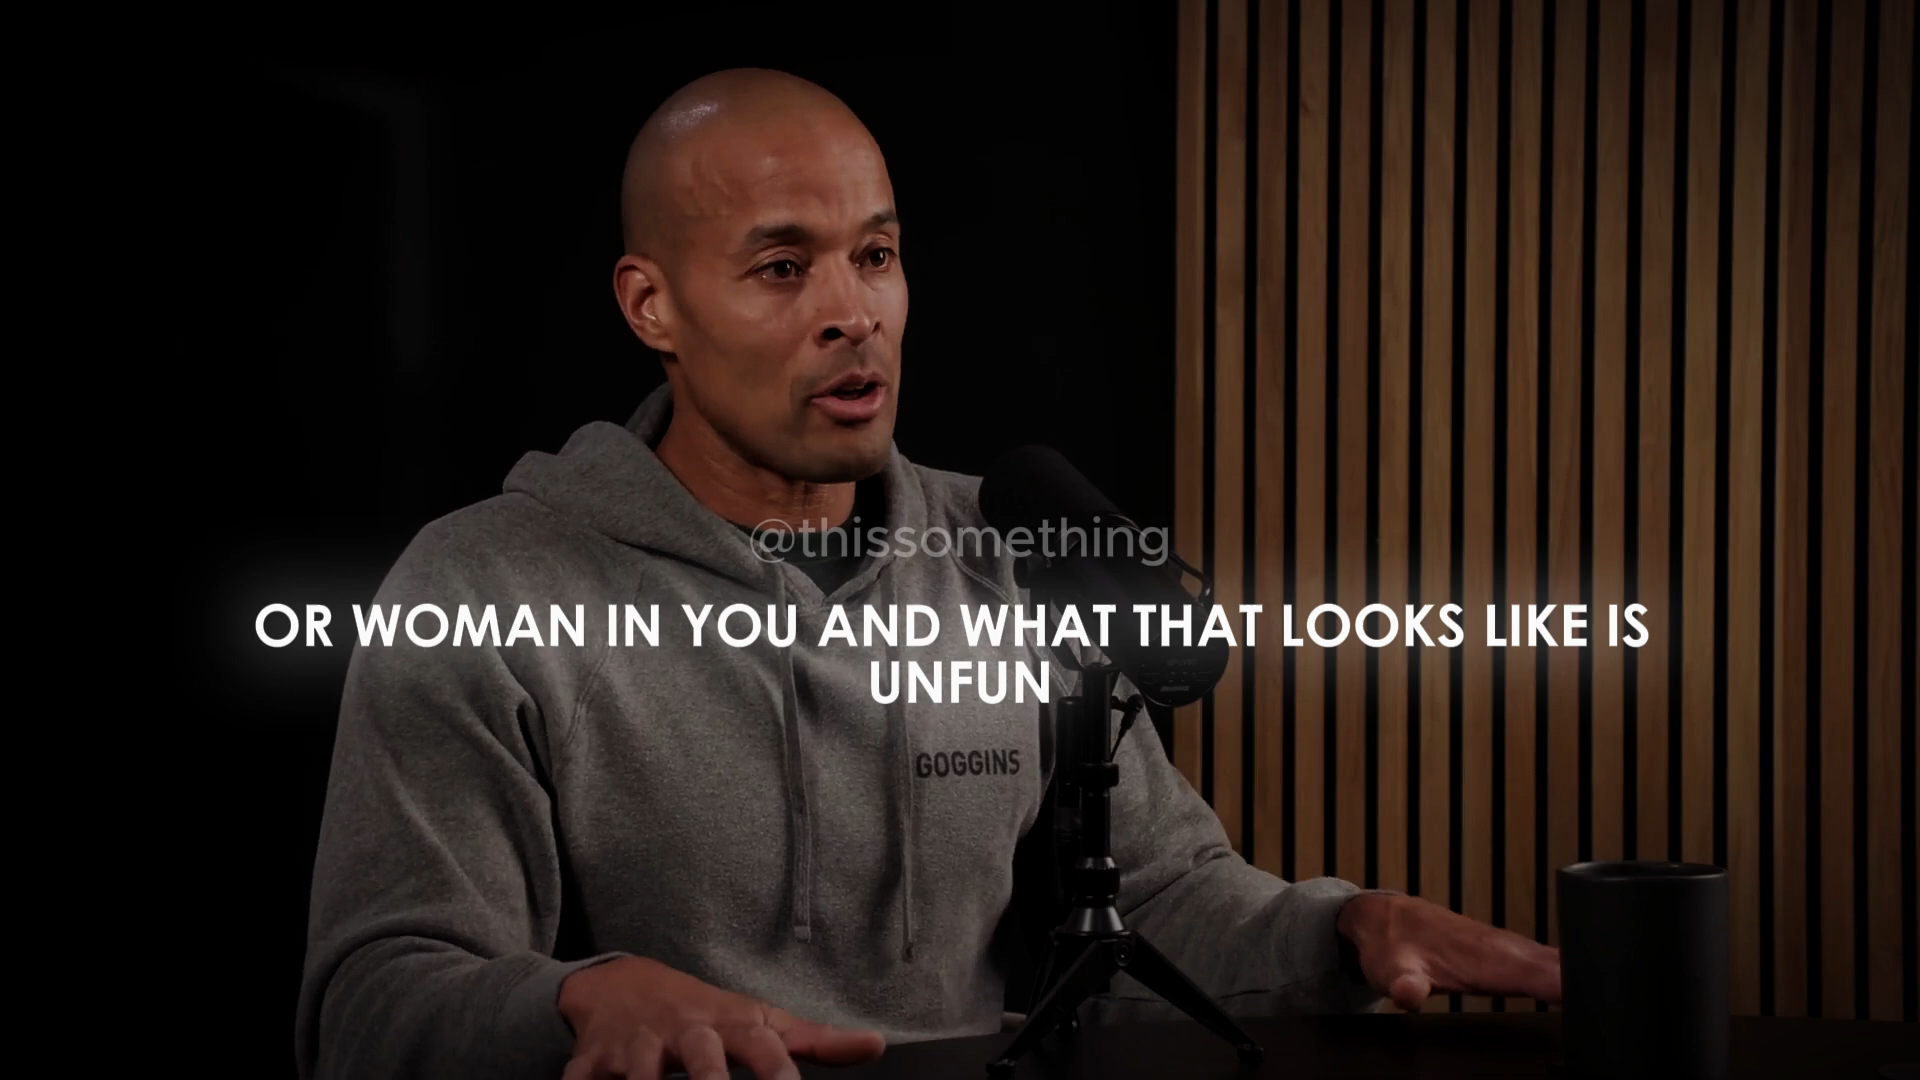 @thissomething
OR WOMAN IN YOU AND WHAT THAT LOOKS LIKE IS
UNFUN
GOGGINS